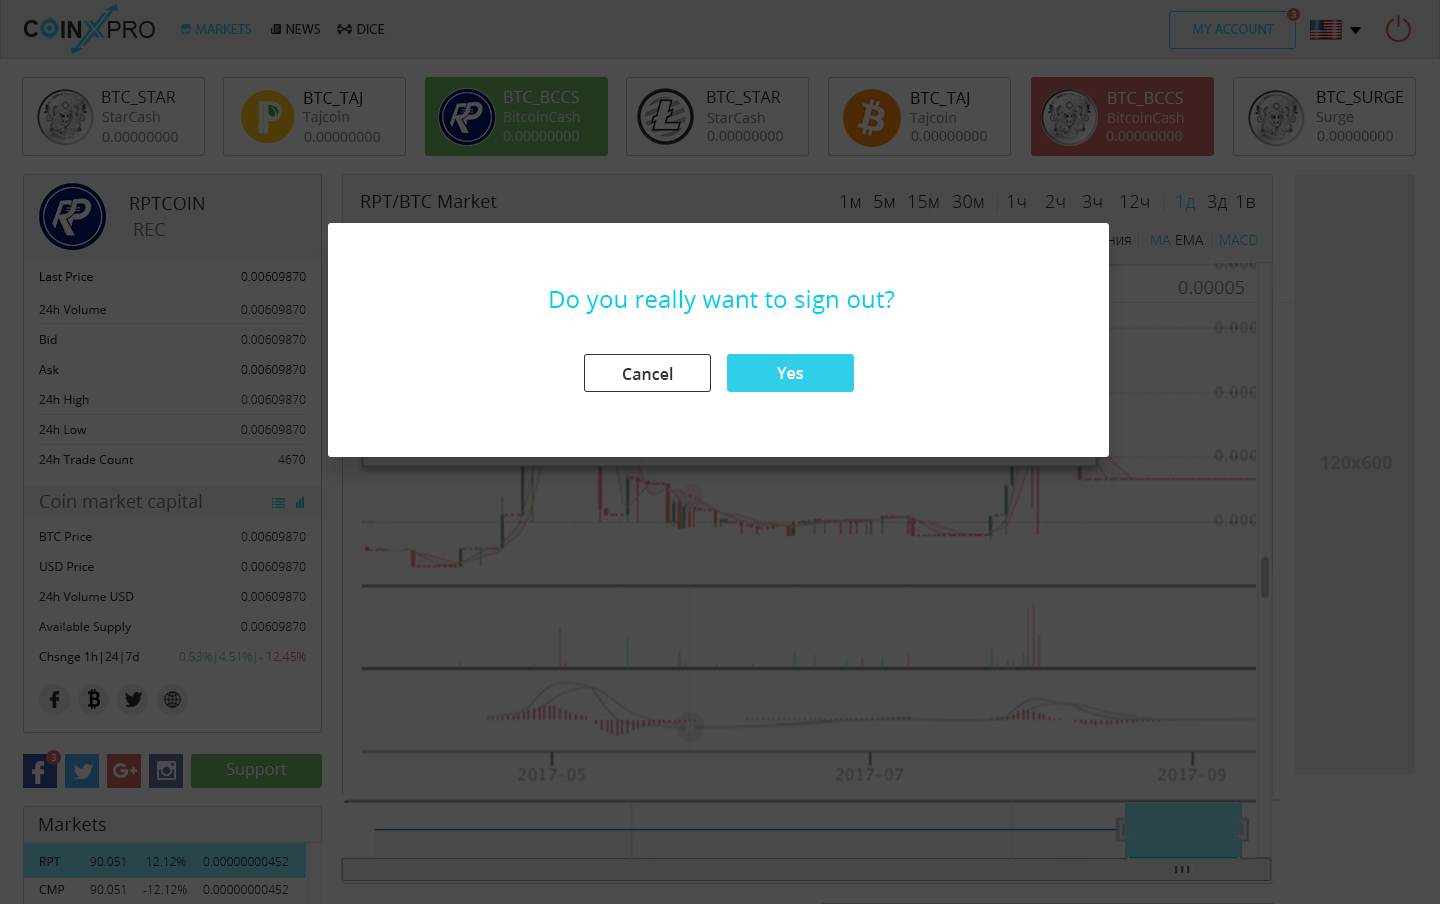 COINXPRO MARKETS NEWS DICE MY ACCOUNT 3
BTC_STAR
StarCash
0.00000000
BTC_TAJ
Tajcoin
0.00000000
BTC_BCCS
BitcoinCash
0.00000000
BTC_STAR
StarCash
0.00000000
BTC_TAJ
Tajcoin
0.00000000
BTC_BCCS
BitcoinCash
0.00000000
BTC_SURGE
Surge
0.00000000
RPTCOIN
REC
Last Price 0.00609870
24h Volume 0.00609870
Bid 0.00609870
Ask 0.00609870
24h High 0.00609870
24h Low 0.00609870
24h Trade Count 4670
Coin market capital
BTC Price 0.00609870
USD Price 0.00609870
24h Volume USD 0.00609870
Available Supply 0.00609870
Chsnge 1h|24|7d 0.53%|4.51%|- 12.45%
3
Support
Markets
RPT 90.051 12.12% 0.00000000452
CMP 90.051 -12.12% 0.00000000289
RPT/BTC Market 1м 5м 15м 30м 1ч 2ч 3ч 12ч 1д 3д 1в
ния MA EMA MACD
0.00005
0.000
0.000
0.000
0.000
Do you really want to sign out?
Cancel Yes
2017-05 2017-07 2017-09
120x600